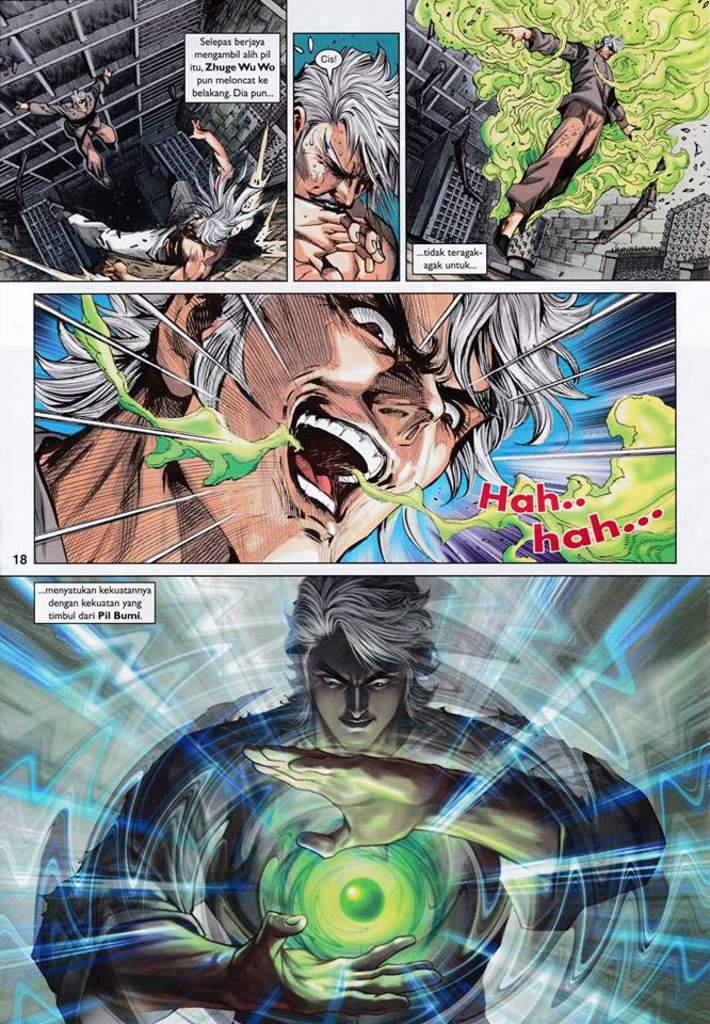 Selepas berjaya
mengambil alih pil
itu, Zhuge Wu Wo
pun meloncat ke
belakang. Dia pun...
Cis!
...tidak teragak-
agak untuk...
Hah..
hah...
18
...menyatukan kekuatannya
dengan kekuatan yang
timbul dari Pil Bumi.